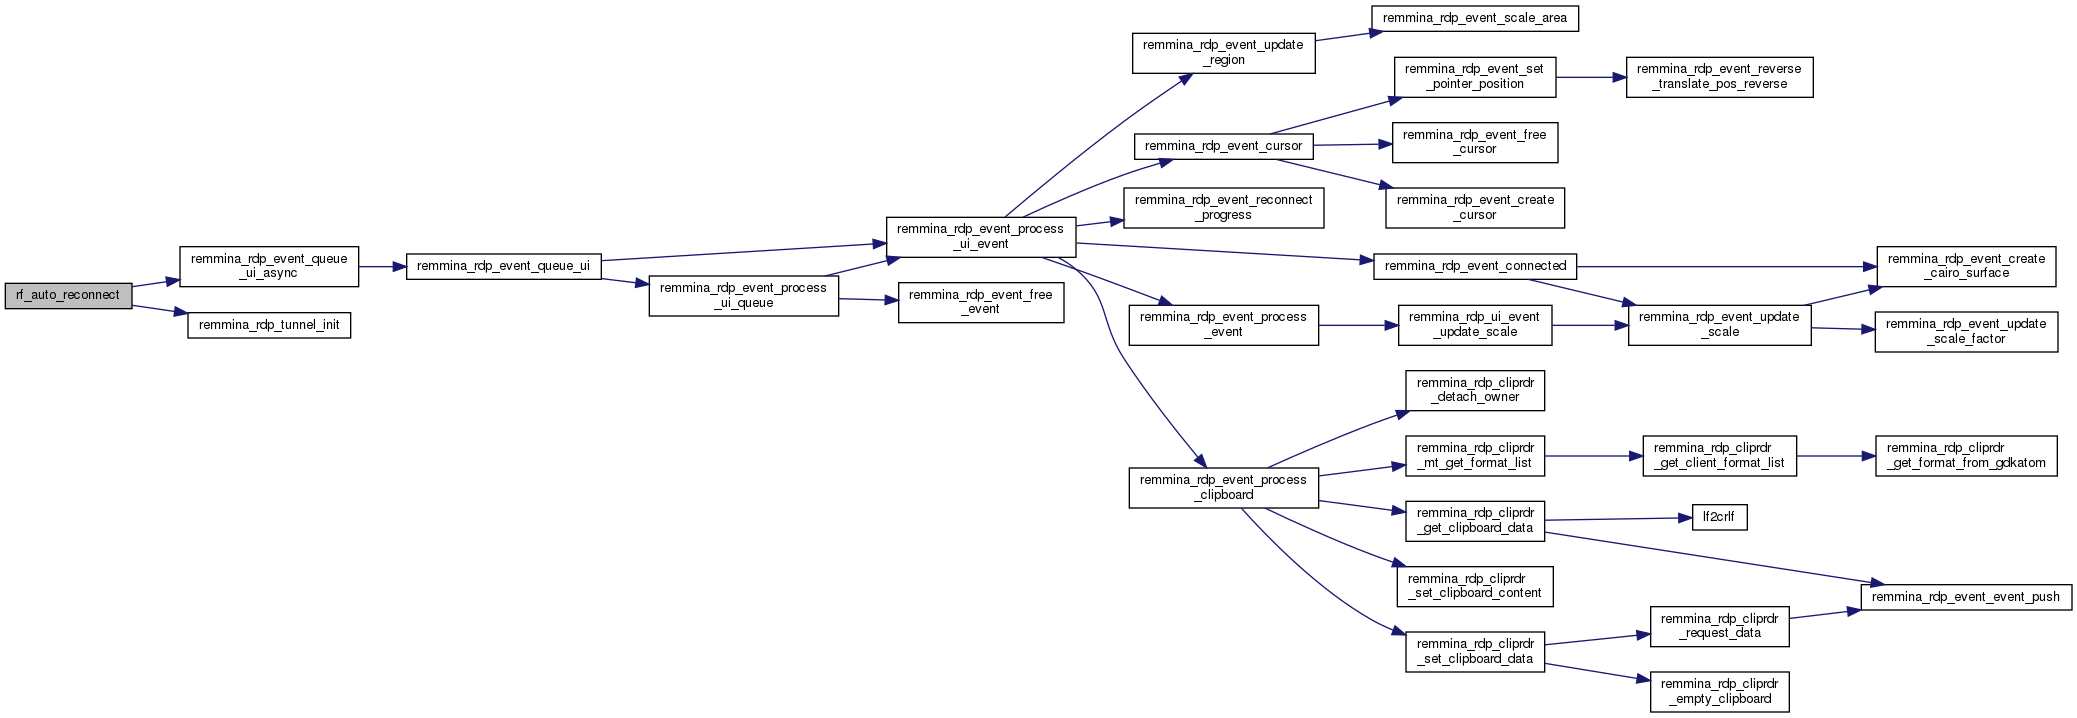 rf_auto_reconnect
remmina_rdp_event_queue
_ui_async
remmina_rdp_tunnel_init
remmina_rdp_event_queue_ui
remmina_rdp_event_process
_ui_queue
remmina_rdp_event_process
_ui_event
remmina_rdp_event_free
_event
remmina_rdp_event_update
_region
remmina_rdp_event_cursor
remmina_rdp_event_reconnect
_progress
remmina_rdp_event_process
_event
remmina_rdp_event_process
_clipboard
remmina_rdp_event_scale_area
remmina_rdp_event_set
_pointer_position
remmina_rdp_event_free
_cursor
remmina_rdp_event_create
_cursor
remmina_rdp_event_connected
remmina_rdp_ui_event
_update_scale
remmina_rdp_cliprdr
_detach_owner
remmina_rdp_cliprdr
_mt_get_format_list
remmina_rdp_cliprdr
_get_clipboard_data
remmina_rdp_cliprdr
_set_clipboard_content
remmina_rdp_cliprdr
_set_clipboard_data
remmina_rdp_event_reverse
_translate_pos_reverse
remmina_rdp_event_update
_scale
remmina_rdp_cliprdr
_get_client_format_list
lf2crlf
remmina_rdp_cliprdr
_request_data
remmina_rdp_cliprdr
_empty_clipboard
remmina_rdp_event_create
_cairo_surface
remmina_rdp_event_update
_scale_factor
remmina_rdp_cliprdr
_get_format_from_gdkatom
remmina_rdp_event_event_push